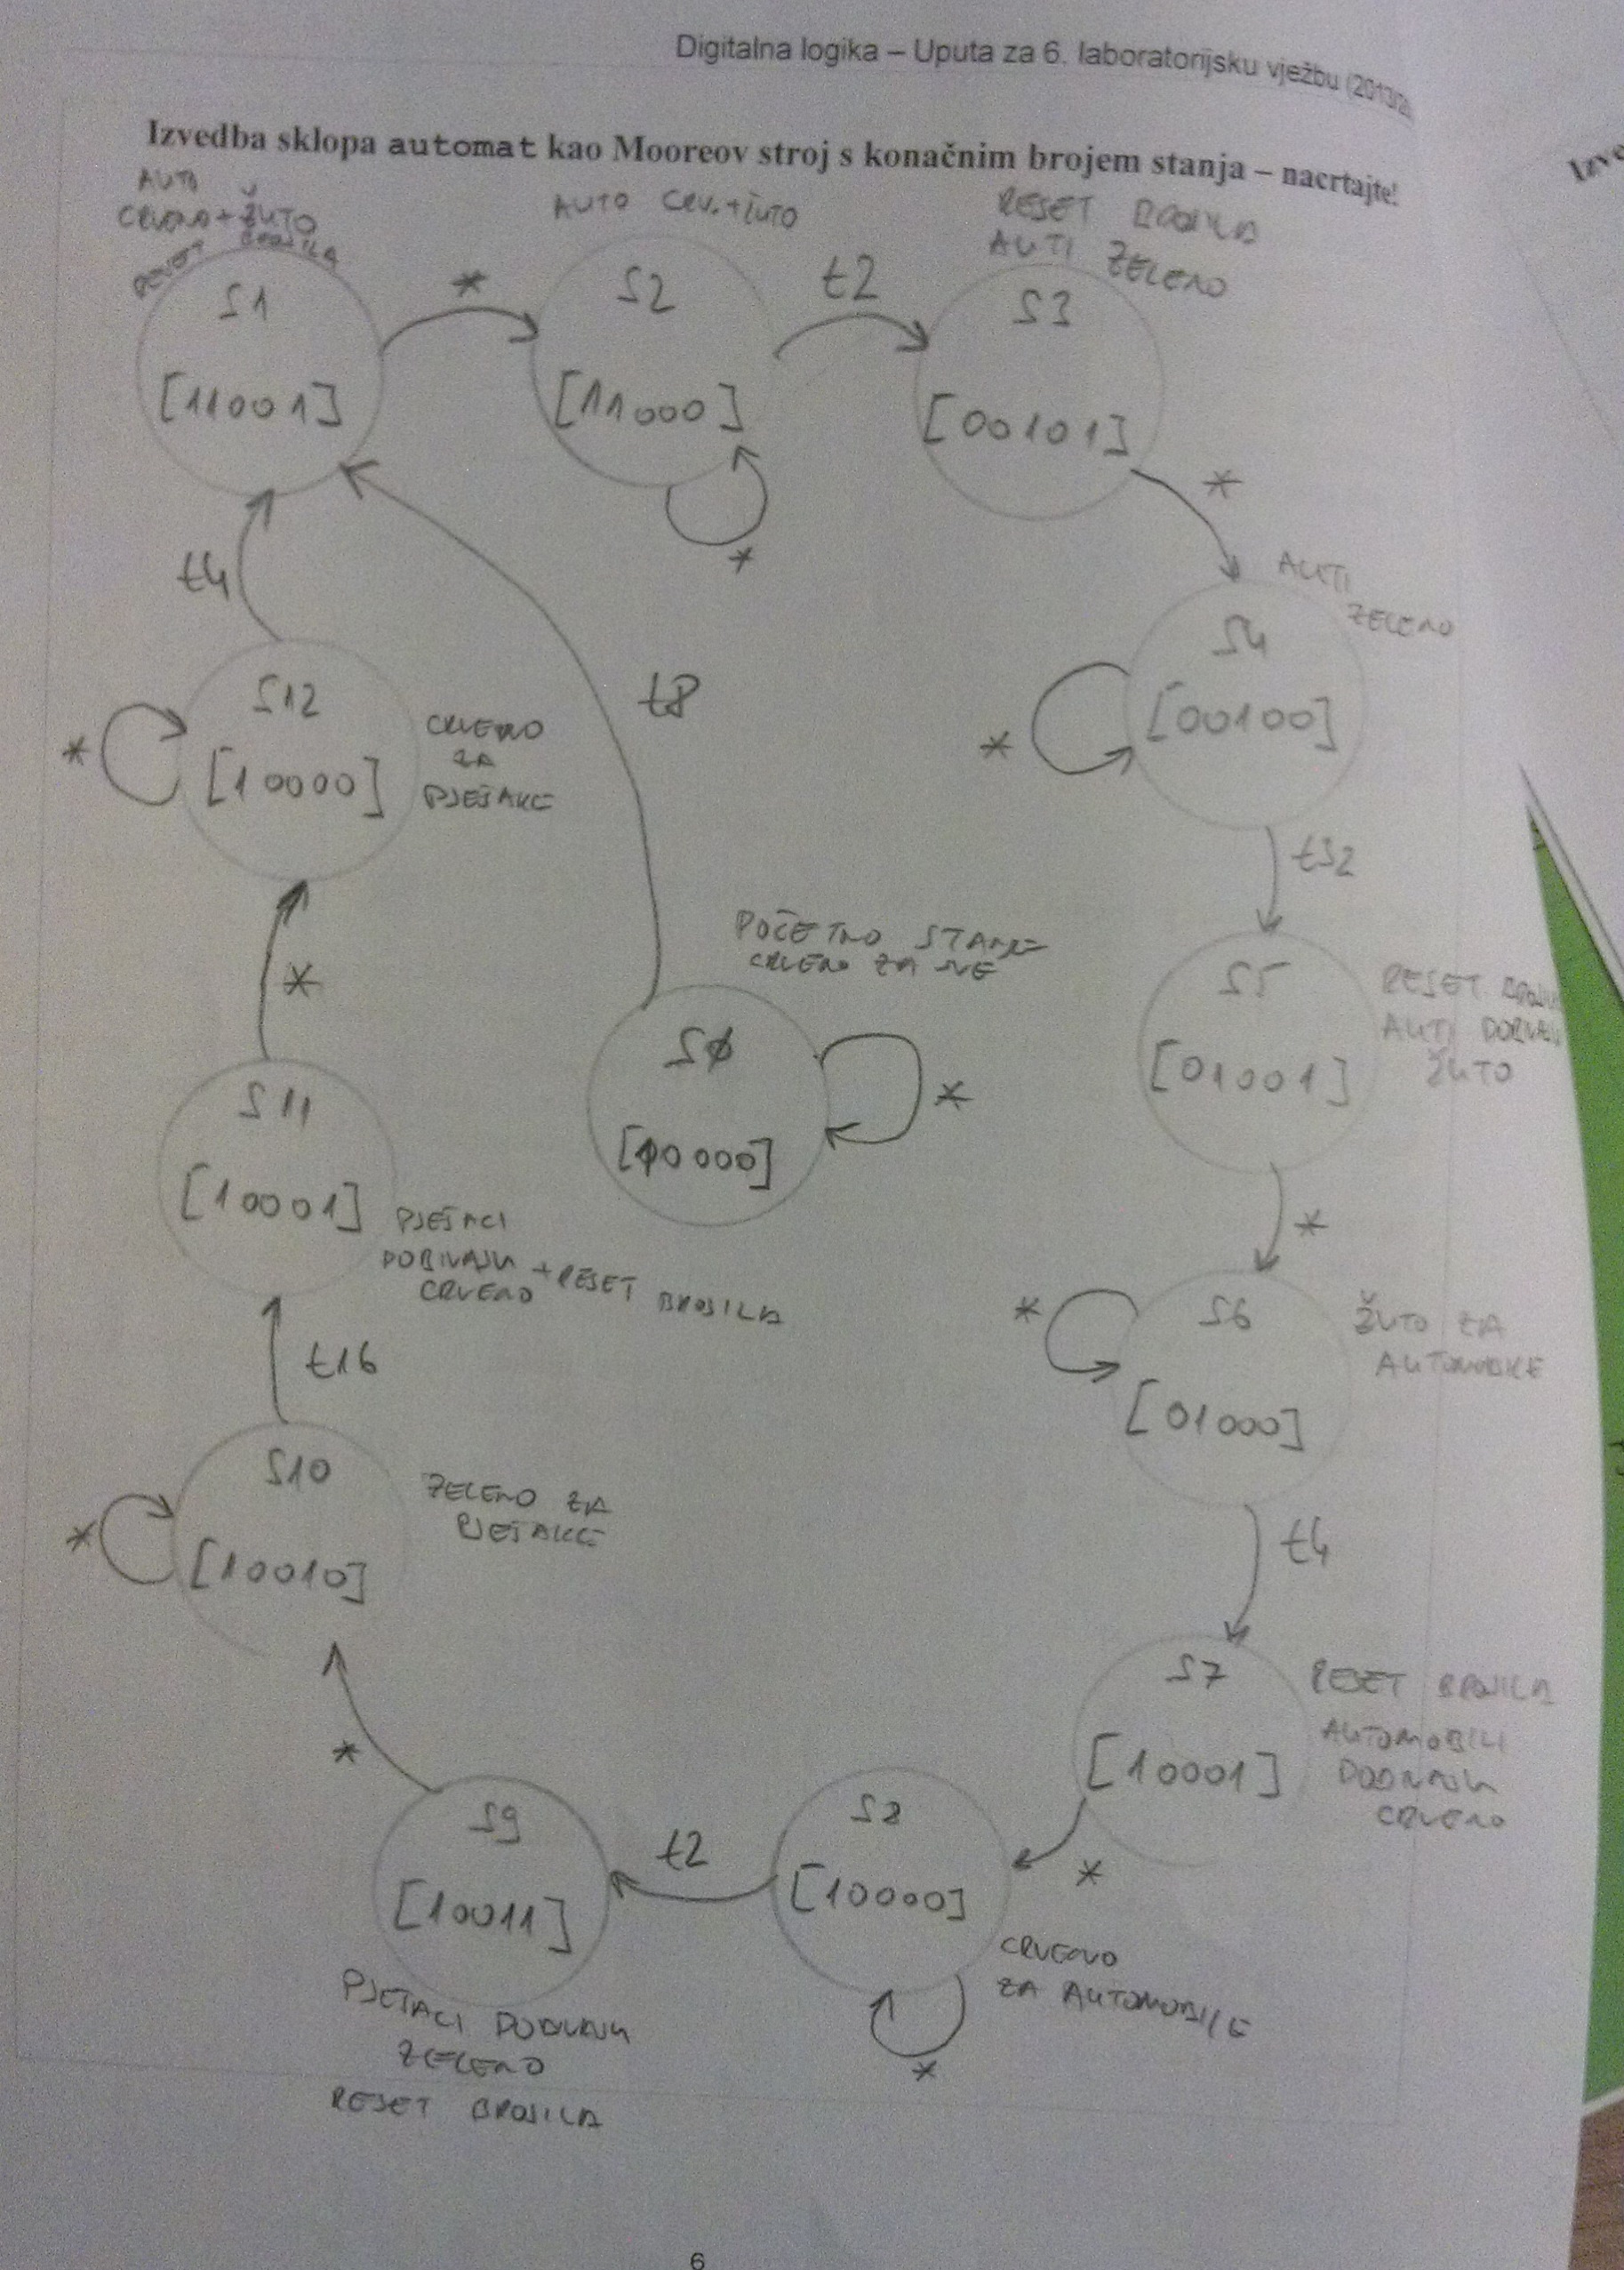 Digitalna logika – Uputa za 6. laboratorijsku vježbu (2013/
Izvedba sklopa automat kao Mooreov stroj s konačnim brojem stanja – nacrtajte!
AUTI
CRVENO + ŽUTO
RESET BROJILA
S1
[11001]
*
AUTO CRV. + ŽUTO
S2
[11000]
*
t2
RESET BROJILA
AUTI ZELENO
S3
[00101]
*
AUTI
ZELENO
S4
[00100]
*
t32
S5
[01001]
RESET
AUTI
ŽUTO
*
S6
[01000]
*
ŽUTO ZA
AUTOMOBILE
t4
S7
[10001]
RESET BROJILA
AUTOMOBILI
DOBIVAJU
CRVENO
*
S8
[10000]
CRVENO
ZA AUTOMOBILE
*
t2
S9
[10011]
PJEŠACI DOBIVAJU
ZELENO
RESET BROJILA
*
S10
[10010]
*
ZELENO ZA
PJEŠAKE
t16
S11
[10001]
PJEŠACI
DOBIVAJU
CRVENO + RESET BROJILA
*
S12
[10000]
*
CRVENO
ZA
PJEŠAKE
t4
t8
POČETNO STANJE
CRVENO ZA SVE
S0
[10000]
*
6